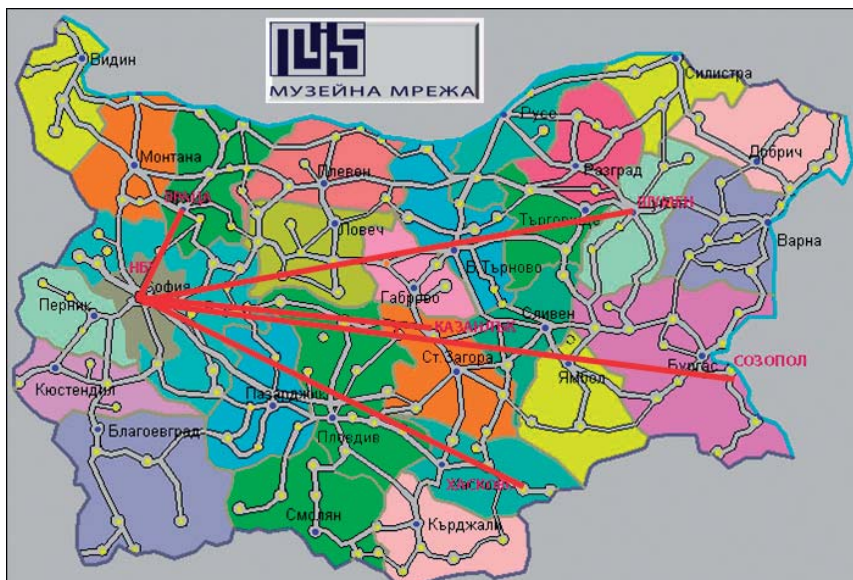 МУЗЕЙНА МРЕЖА
Видин
Силистра
Русе
Монтана
Плевен
Разград
Добрич
ВРАЦА
ШУМЕН
Ловеч
Търговище
Варна
В.Търново
НБ
София
Перник
Габрово
Сливен
КАЗАНЛЪК
Ст.Загора
Ямбол
Бургас
СОЗОПОЛ
Кюстендил
Пазарджик
Благоевград
Пловдив
ХАСКОВО
Смолян
Кърджали